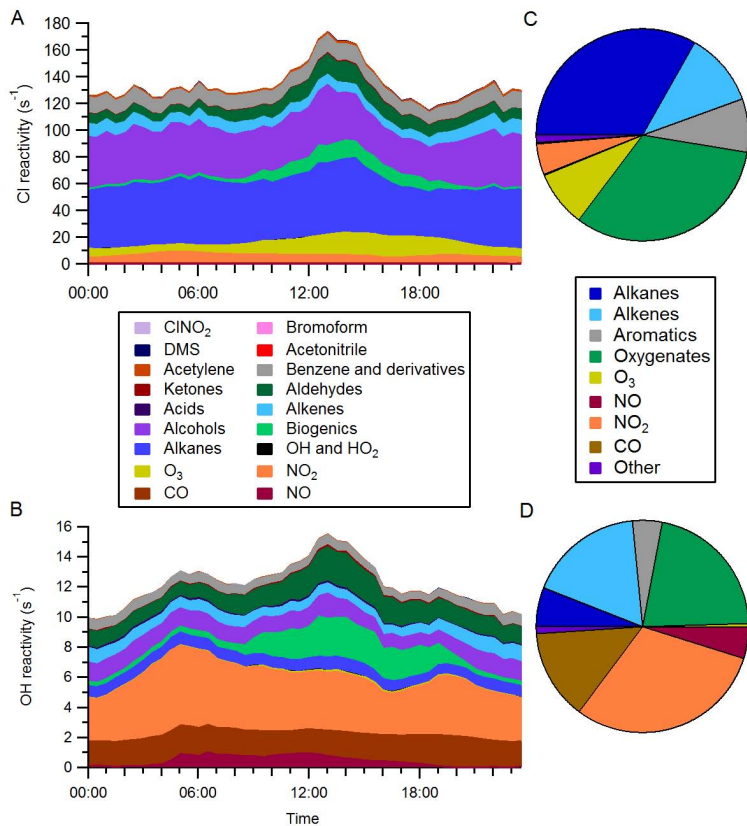 A
Cl reactivity (s⁻¹)
180
160
140
120
100
80
60
40
20
0
00:00 06:00 12:00 18:00
C
ClNO₂ Bromoform
DMS Acetonitrile
Acetylene Benzene and derivatives
Ketones Aldehydes
Acids Alkenes
Alcohols Biogenics
Alkanes OH and HO₂
O₃ NO₂
CO NO
Alkanes
Alkenes
Aromatics
Oxygenates
O₃
NO
NO₂
CO
Other
B
OH reactivity (s⁻¹)
16
14
12
10
8
6
4
2
0
00:00 06:00 12:00 18:00
Time
D